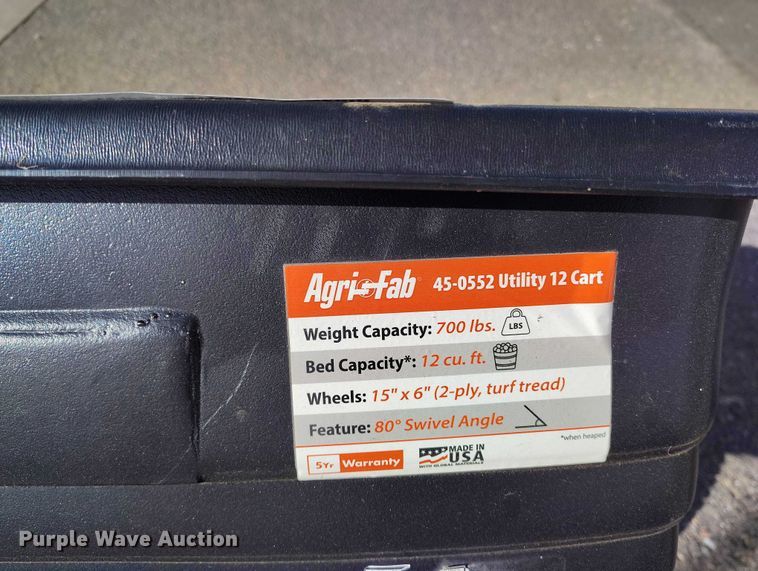 Agri-Fab 45-0552 Utility 12 Cart
Weight Capacity: 700 lbs. LBS
Bed Capacity*: 12 cu. ft.
Wheels: 15" x 6" (2-ply, turf tread)
Feature: 80° Swivel Angle
*when heaped
5Yr Warranty
MADE IN
USA
WITH GLOBAL MATERIALS
Purple Wave Auction